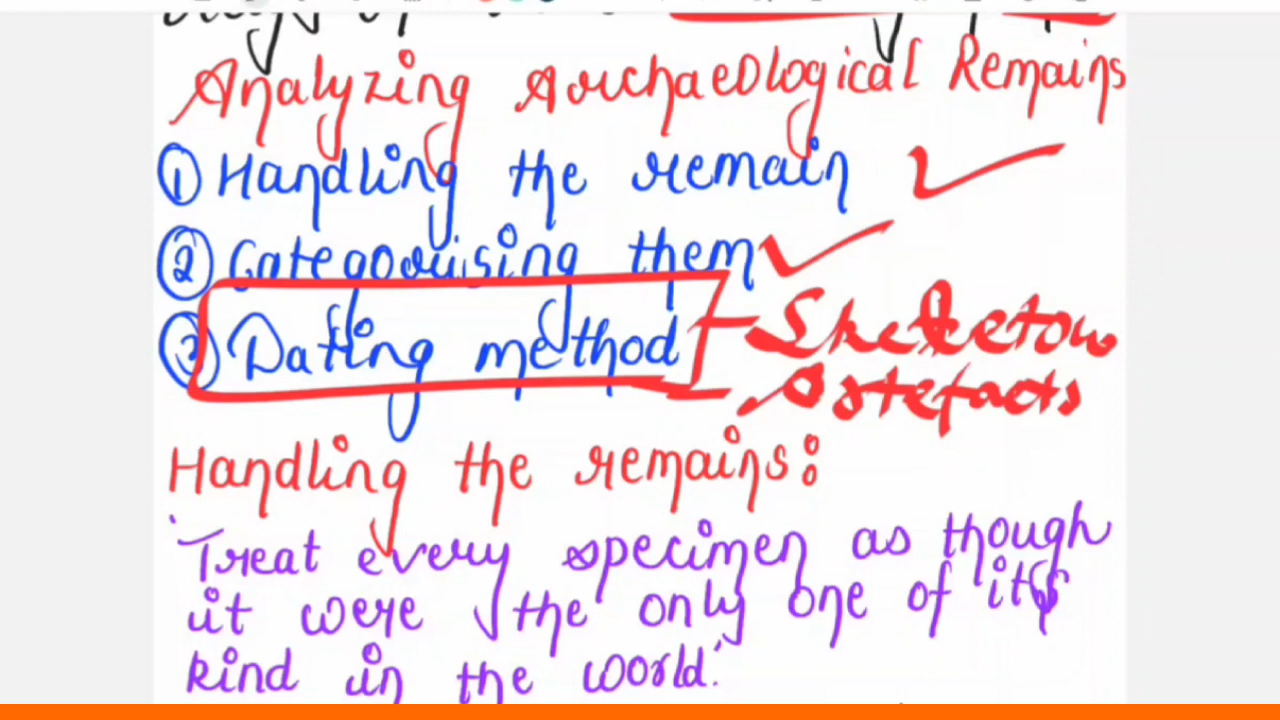 Analyzing Archaeological Remains
① Handling the remain
② Categorising them
③ Dating method
Skeleton
Artefacts
Handling the remains:
'Treat every specimen as though
it were the only one of its
kind in the world.'